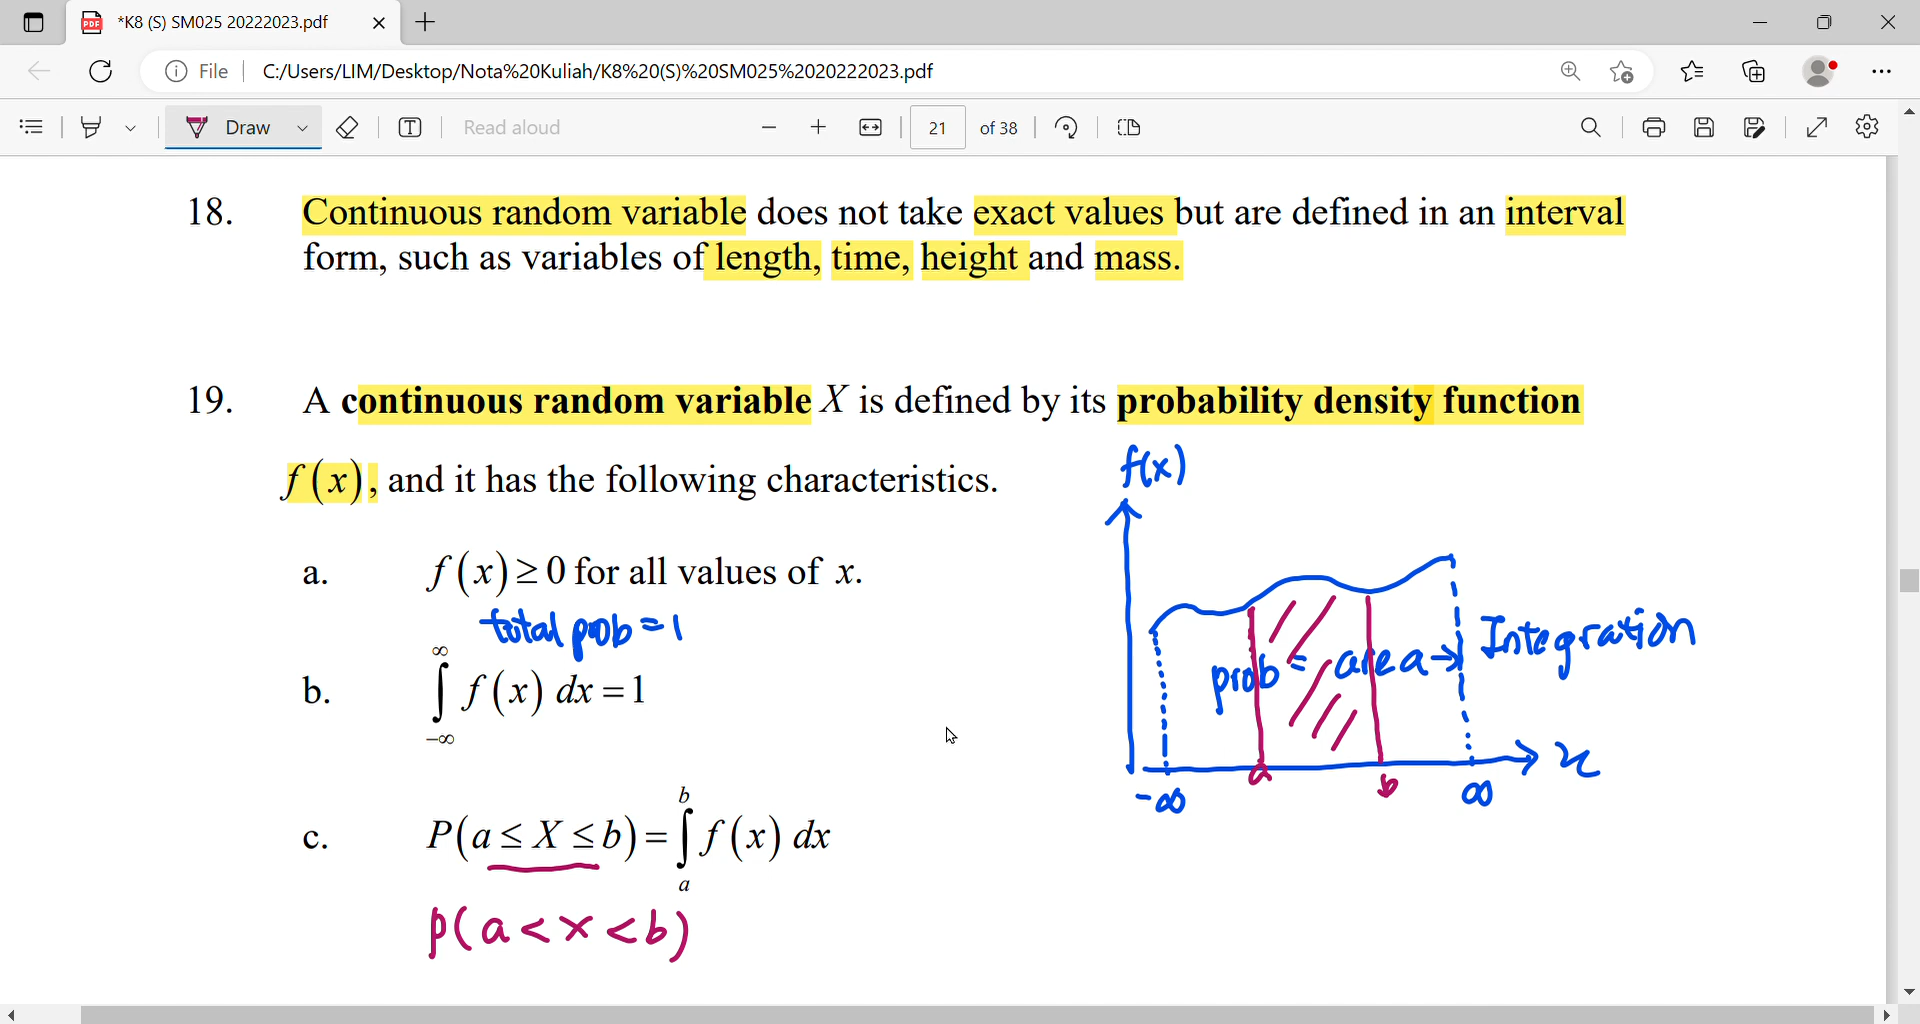 *K8 (S) SM025 20222023.pdf
File
C:/Users/LIM/Desktop/Nota%20Kuliah/K8%20(S)%20SM025%2020222023.pdf
Draw
Read aloud
21
of 38
18. Continuous random variable does not take exact values but are defined in an interval
form, such as variables of length, time, height and mass.
19. A continuous random variable X is defined by its probability density function
f(x), and it has the following characteristics.
f(x)
a. f(x) ≥ 0 for all values of x.
total prob = 1
b. ∫_{-∞}^{∞} f(x) dx = 1
prob = area → Integration
x
-∞ a b ∞
c. P(a ≤ X ≤ b) = ∫_a^b f(x) dx
P(a < x < b)